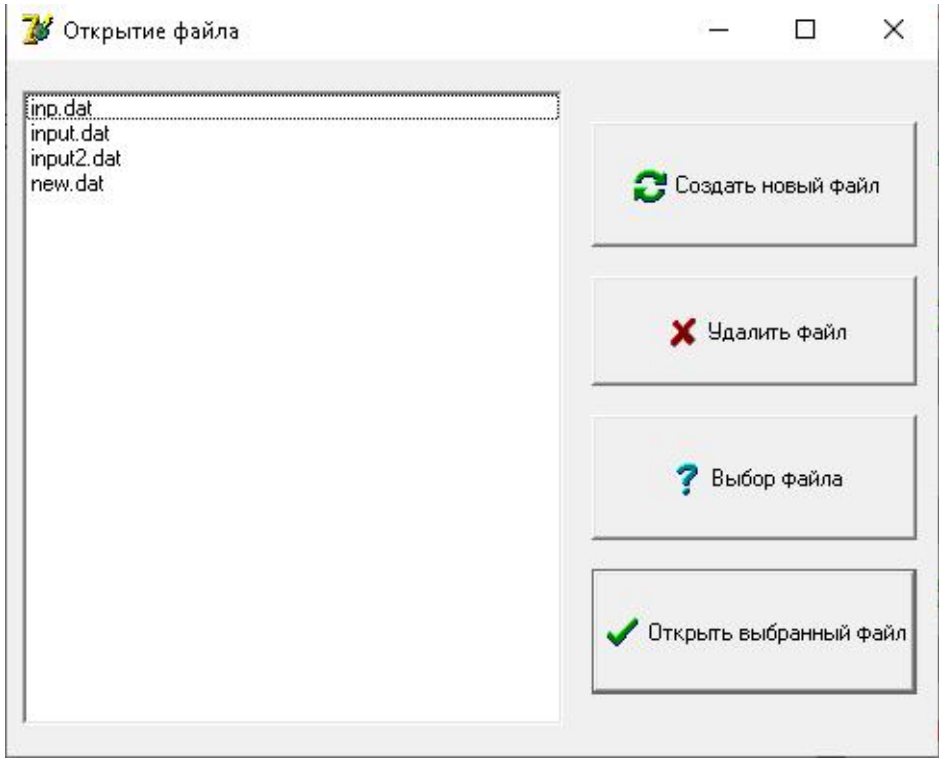 Открытие файла
inp.dat
input.dat
input2.dat
new.dat
Создать новый файл
Удалить файл
Выбор файла
Открыть выбранный файл